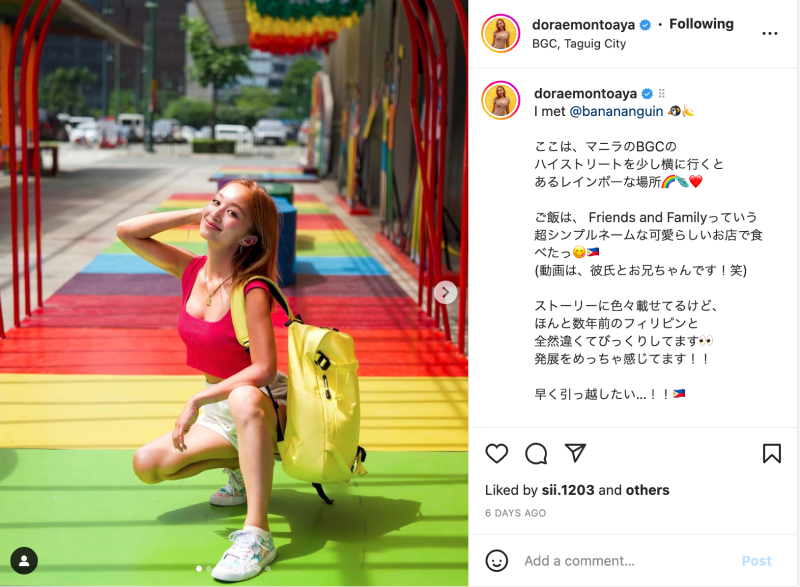 doraemontoaya • Following
BGC, Taguig City
doraemontoaya
I met @banananguin 🐧🍌
ここは、マニラのBGCの
ハイストリートを少し横に行くと
あるレインボーな場所🌈❤️
ご飯は、 Friends and Familyっていう
超シンプルネームな可愛らしいお店で食
べたっ😋🇵🇭
(動画は、彼氏とお兄ちゃんです！笑)
ストーリーに色々載せてるけど、
ほんと数年前のフィリピンと
全然違くてびっくりしてます👀
発展をめっちゃ感じてます！！
早く引っ越したい...！！🇵🇭
Liked by sii.1203 and others
6 DAYS AGO
Add a comment...
Post